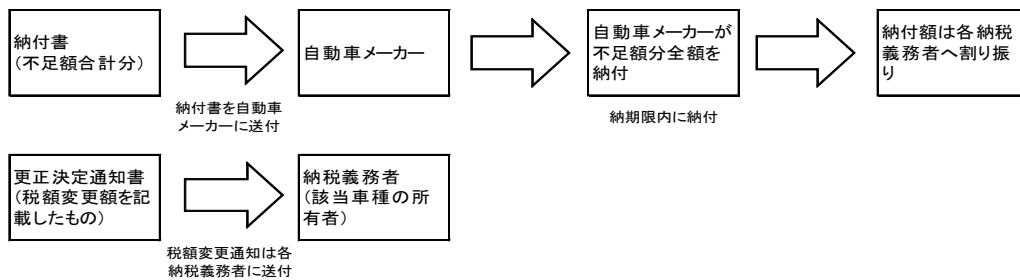 納付書
（不足額合計分）
自動車メーカー
自動車メーカーが
不足額分全額を
納付
納付額は各納税
義務者へ割り振
り
納付書を自動車
メーカーに送付
納期限内に納付
更正決定通知書
（税額変更額を記
載したもの）
納税義務者
（該当車種の所
有者）
税額変更通知は各
納税義務者に送付